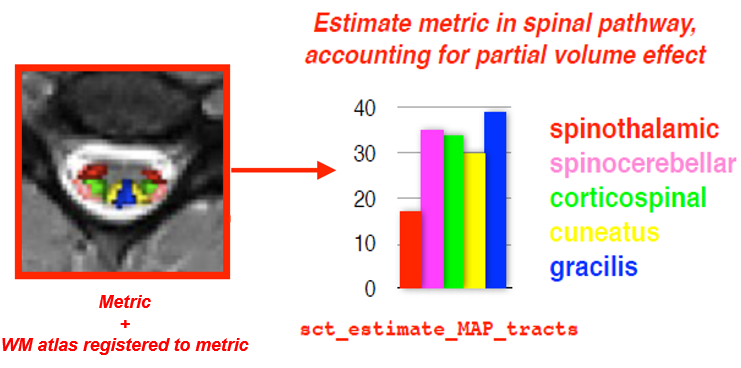 Estimate metric in spinal pathway,
accounting for partial volume effect
40
30
20
10
0
spinothalamic
spinocerebellar
corticospinal
cuneatus
gracilis
Metric
+
WM atlas registered to metric
sct_estimate_MAP_tracts